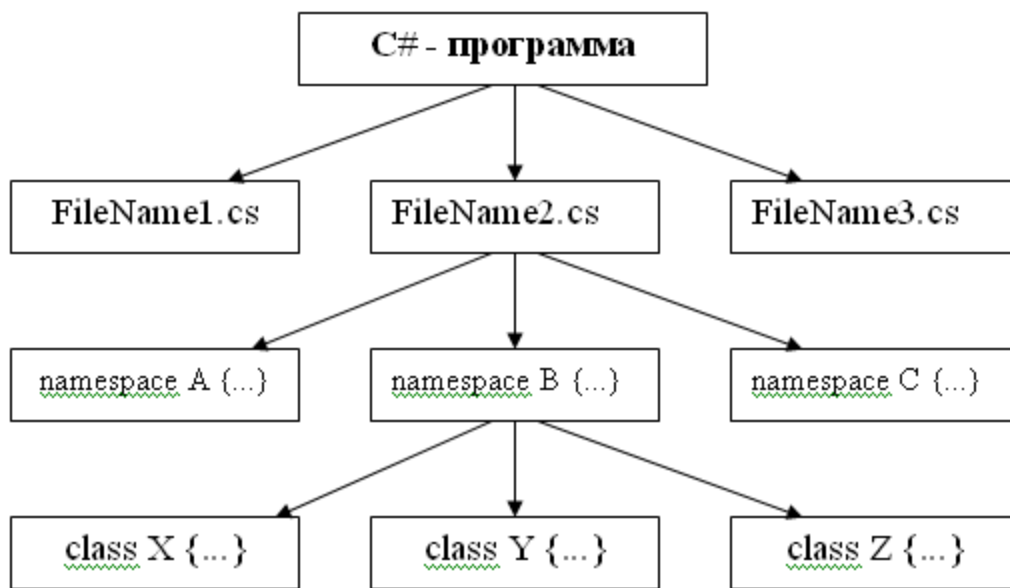 C# - программа
FileName1.cs
FileName2.cs
FileName3.cs
namespace A {...}
namespace B {...}
namespace C {...}
class X {...}
class Y {...}
class Z {...}